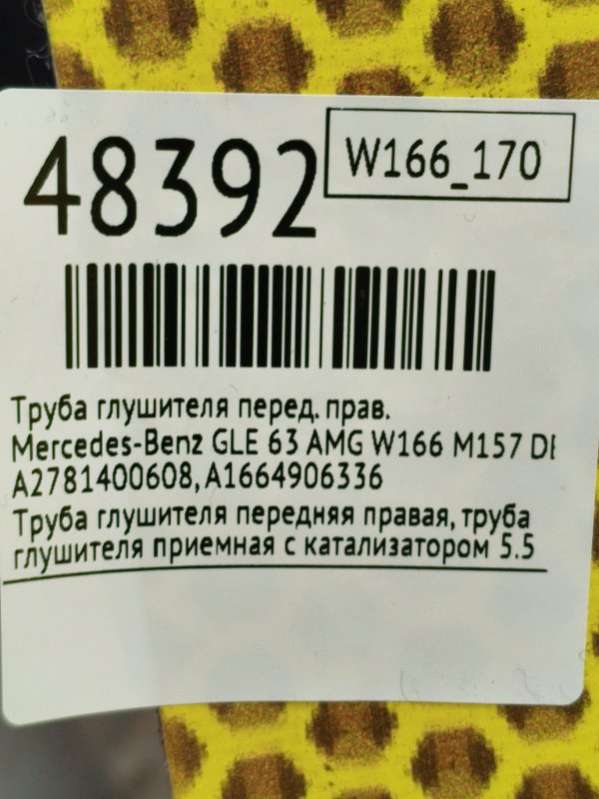 48392
W166_170
Труба глушителя перед. прав.
Mercedes-Benz GLE 63 AMG W166 M157 DE
A2781400608, A1664906336
Труба глушителя передняя правая, труба
глушителя приемная с катализатором 5.5